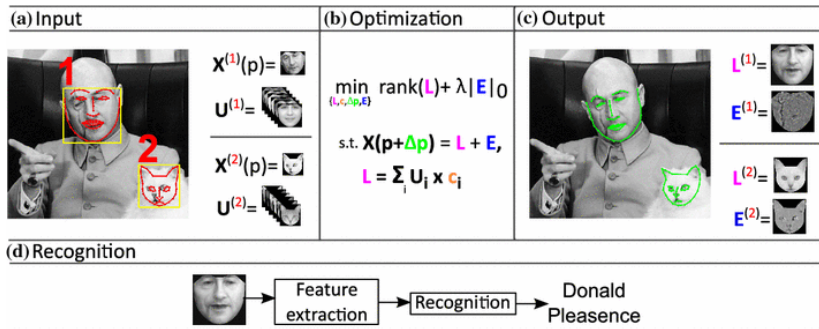 (a) Input
1
2
X⁽¹⁾(p)=
U⁽¹⁾=
X⁽²⁾(p)=
U⁽²⁾=
(b) Optimization
min rank(L)+ λ|E|₀
{L,c,Δp,E}
s.t. X(p+Δp) = L + E,
L = Σᵢ Uᵢ x cᵢ
(c) Output
L⁽¹⁾=
E⁽¹⁾=
L⁽²⁾=
E⁽²⁾=
(d) Recognition
Feature
extraction
Recognition
Donald
Pleasence